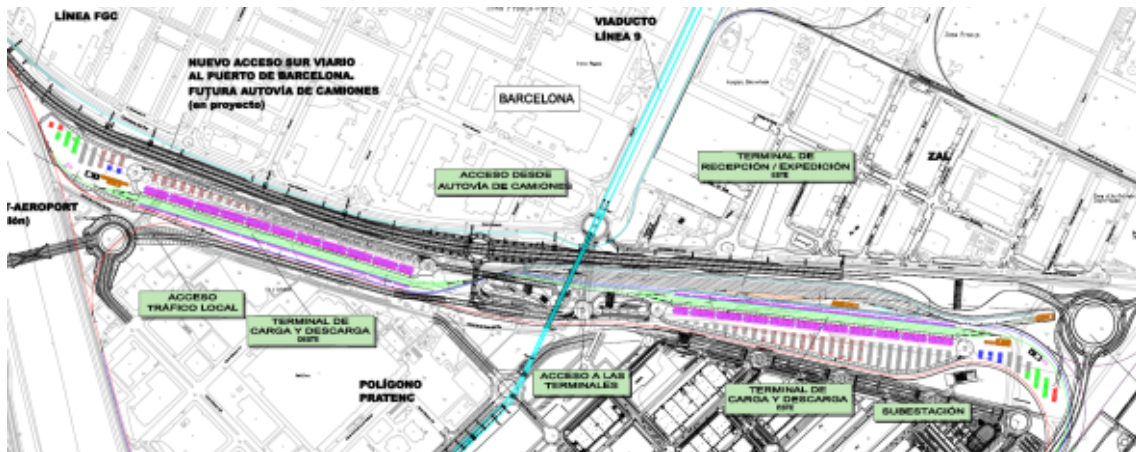 LÍNEA FGC
VIADUCTO
LÍNEA 9
NUEVO ACCESO SUR VIARIO
AL PUERTO DE BARCELONA.
FUTURA AUTOVÍA DE CAMIONES
(en proyecto)
BARCELONA
TERMINAL DE
RECEPCIÓN / EXPEDICIÓN
ESTE
ZAL
ACCESO DESDE
AUTOVÍA DE CAMIONES
T-AEROPORT
ACCESO
TRÁFICO LOCAL
TERMINAL DE
CARGA Y DESCARGA
OESTE
POLÍGONO
PRATENC
ACCESO A LAS
TERMINALES
TERMINAL DE
CARGA Y DESCARGA
ESTE
SUBESTACIÓN